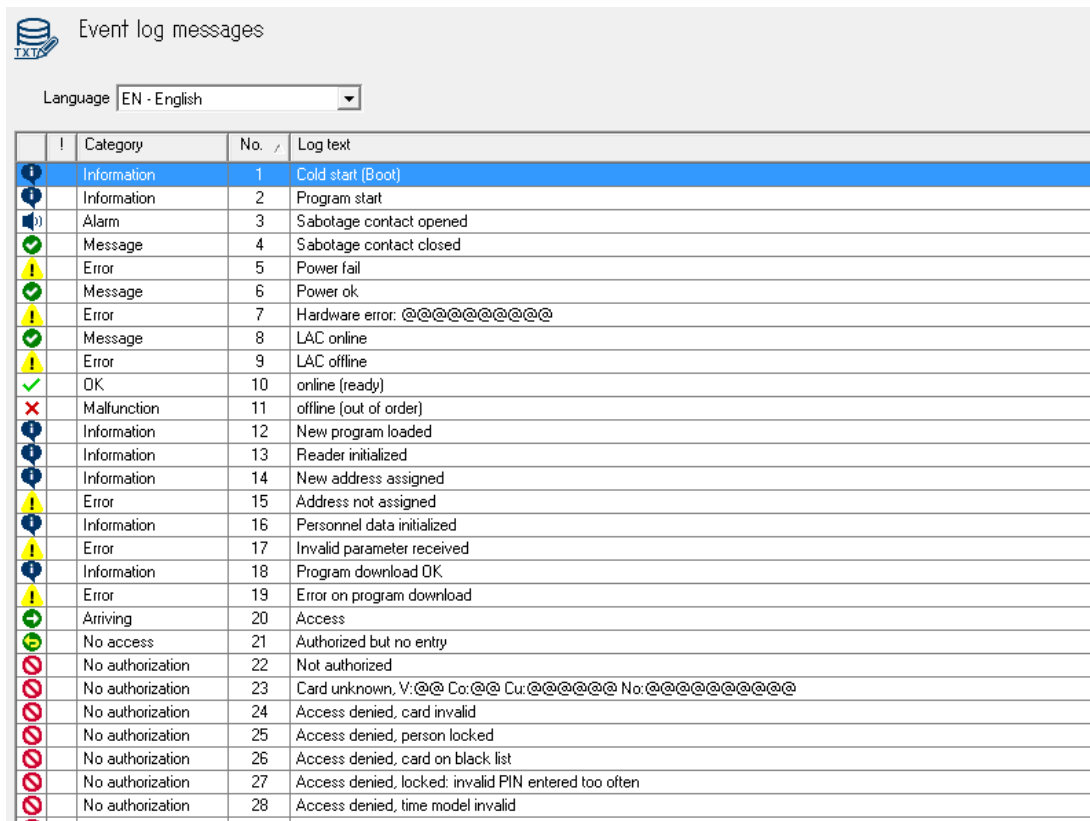 Event log messages
TXT
Language EN - English
! Category No. Log text
Information 1 Cold start (Boot)
Information 2 Program start
Alarm 3 Sabotage contact opened
Message 4 Sabotage contact closed
Error 5 Power fail
Message 6 Power ok
Error 7 Hardware error: @@@@@@@@@@
Message 8 LAC online
Error 9 LAC offline
OK 10 online (ready)
Malfunction 11 offline (out of order)
Information 12 New program loaded
Information 13 Reader initialized
Information 14 New address assigned
Error 15 Address not assigned
Information 16 Personnel data initialized
Error 17 Invalid parameter received
Information 18 Program download OK
Error 19 Error on program download
Arriving 20 Access
No access 21 Authorized but no entry
No authorization 22 Not authorized
No authorization 23 Card unknown, V:@@ Co:@@ Cu:@@@@@@ No:@@@@@@@@@@
No authorization 24 Access denied, card invalid
No authorization 25 Access denied, person locked
No authorization 26 Access denied, card on black list
No authorization 27 Access denied, locked: invalid PIN entered too often
No authorization 28 Access denied, time model invalid